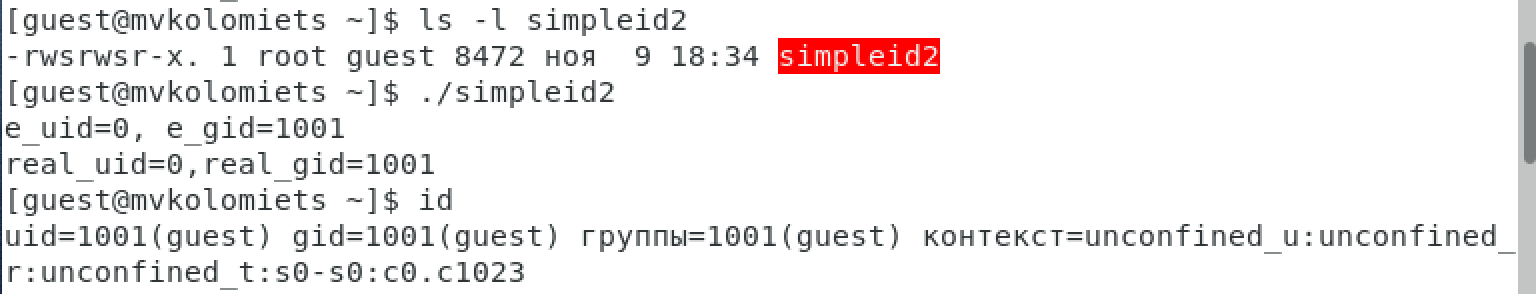 [guest@mvkolomiets ~]$ ls -l simpleid2
-rwsrwsr-x. 1 root guest 8472 ноя  9 18:34 simpleid2
[guest@mvkolomiets ~]$ ./simpleid2
e_uid=0, e_gid=1001
real_uid=0,real_gid=1001
[guest@mvkolomiets ~]$ id
uid=1001(guest) gid=1001(guest) группы=1001(guest) контекст=unconfined_u:unconfined_
r:unconfined_t:s0-s0:c0.c1023